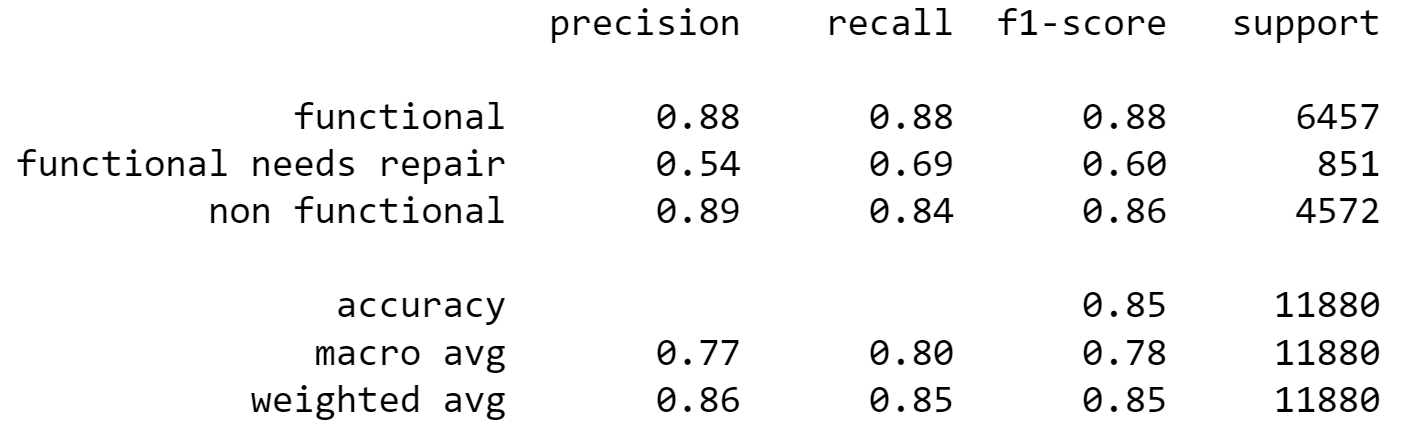 precision recall f1-score support
functional 0.88 0.88 0.88 6457
functional needs repair 0.54 0.69 0.60 851
non functional 0.89 0.84 0.86 4572
accuracy 0.85 11880
macro avg 0.77 0.80 0.78 11880
weighted avg 0.86 0.85 0.85 11880